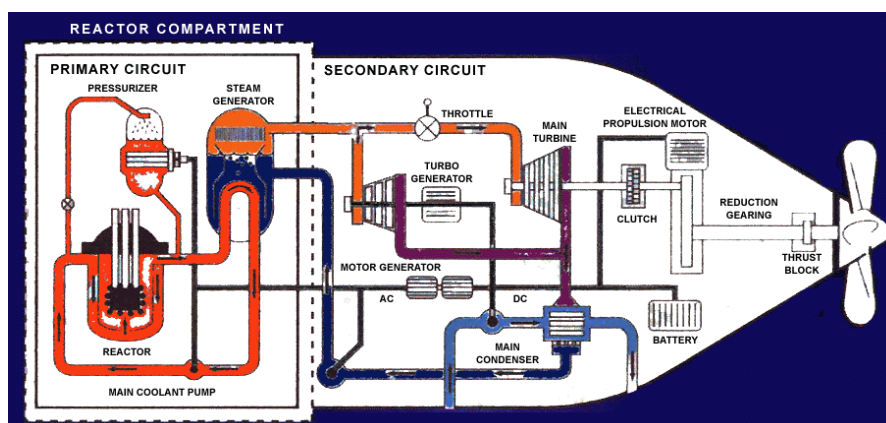 REACTOR COMPARTMENT
PRIMARY CIRCUIT
SECONDARY CIRCUIT
PRESSURIZER
STEAM
GENERATOR
THROTTLE
MAIN
TURBINE
ELECTRICAL
PROPULSION MOTOR
TURBO
GENERATOR
CLUTCH
REDUCTION
GEARING
THRUST
BLOCK
MOTOR GENERATOR
AC
DC
REACTOR
MAIN
CONDENSER
BATTERY
MAIN COOLANT PUMP